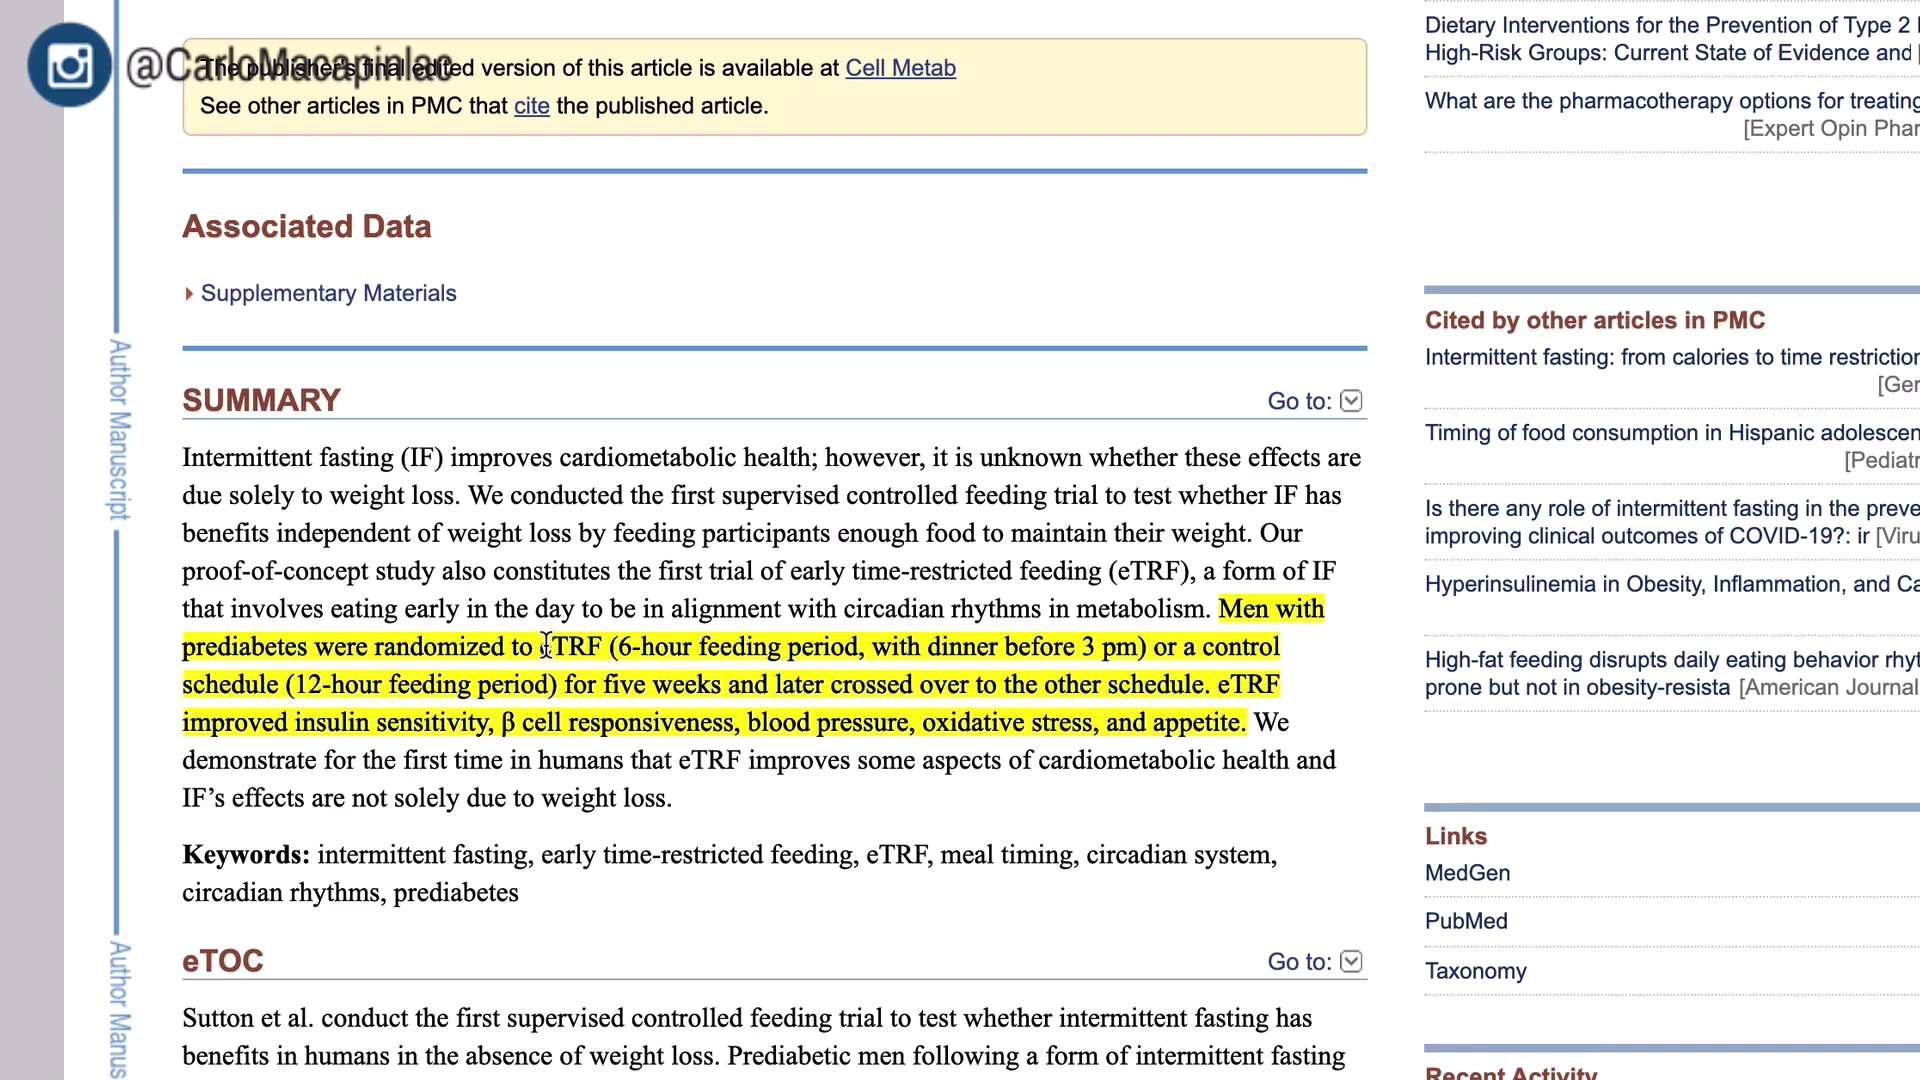 @CarloMacapinlac
The publisher's final edited version of this article is available at Cell Metab
See other articles in PMC that cite the published article.
Associated Data
Supplementary Materials
SUMMARY
Go to:
Intermittent fasting (IF) improves cardiometabolic health; however, it is unknown whether these effects are
due solely to weight loss. We conducted the first supervised controlled feeding trial to test whether IF has
benefits independent of weight loss by feeding participants enough food to maintain their weight. Our
proof-of-concept study also constitutes the first trial of early time-restricted feeding (eTRF), a form of IF
that involves eating early in the day to be in alignment with circadian rhythms in metabolism. Men with
prediabetes were randomized to eTRF (6-hour feeding period, with dinner before 3 pm) or a control
schedule (12-hour feeding period) for five weeks and later crossed over to the other schedule. eTRF
improved insulin sensitivity, β cell responsiveness, blood pressure, oxidative stress, and appetite. We
demonstrate for the first time in humans that eTRF improves some aspects of cardiometabolic health and
IF’s effects are not solely due to weight loss.
Keywords: intermittent fasting, early time-restricted feeding, eTRF, meal timing, circadian system,
circadian rhythms, prediabetes
eTOC
Go to:
Sutton et al. conduct the first supervised controlled feeding trial to test whether intermittent fasting has
benefits in humans in the absence of weight loss. Prediabetic men following a form of intermittent fasting
Author Manuscript
Author Manus
Dietary Interventions for the Prevention of Type 2
High-Risk Groups: Current State of Evidence and
What are the pharmacotherapy options for treating
[Expert Opin Phar
Cited by other articles in PMC
Intermittent fasting: from calories to time restriction
[Ger
Timing of food consumption in Hispanic adolescen
[Pediatr
Is there any role of intermittent fasting in the preve
improving clinical outcomes of COVID-19?: ir [Viru
Hyperinsulinemia in Obesity, Inflammation, and Ca
High-fat feeding disrupts daily eating behavior rhyt
prone but not in obesity-resista [American Journal
Links
MedGen
PubMed
Taxonomy
Recent Activity